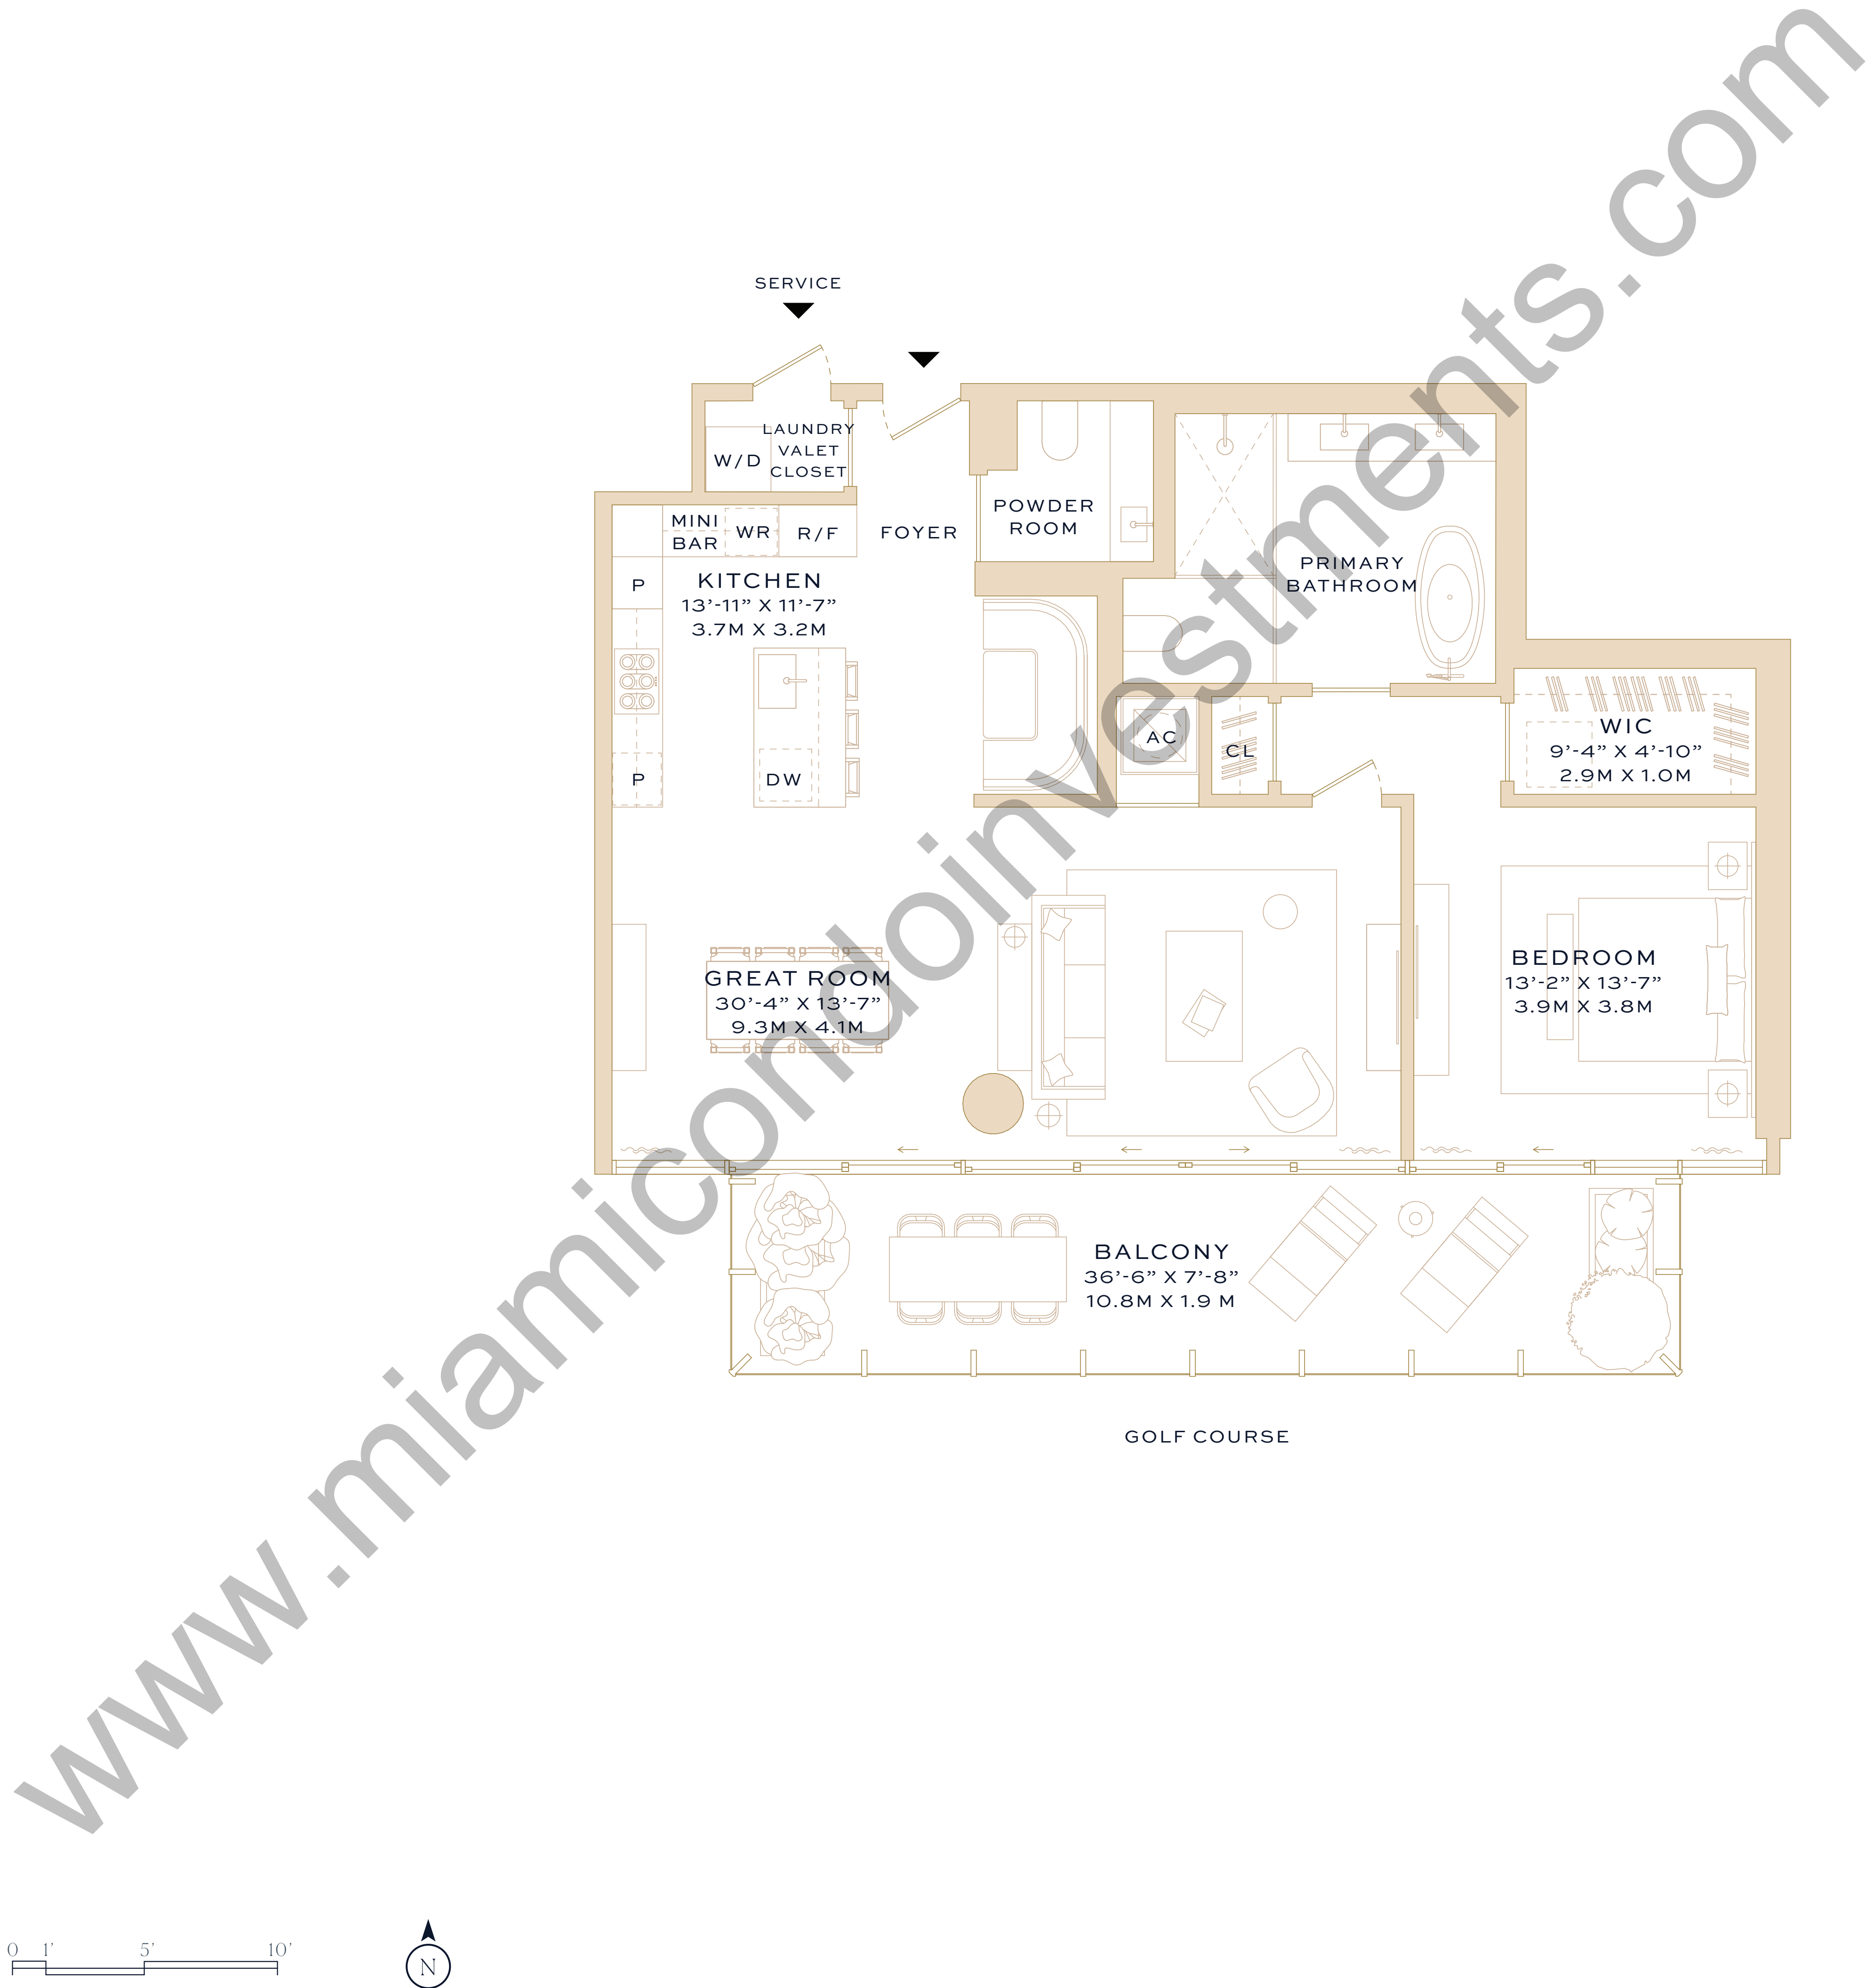 SERVICE
LAUNDRY
VALET
CLOSET
W/D
MINI
BAR
WR
R/F
FOYER
POWDER
ROOM
PRIMARY
BATHROOM
P
KITCHEN
13’-11” X 11’-7”
3.7M X 3.2M
P
DW
AC
CL
WIC
9’-4” X 4’-10”
2.9M X 1.0M
GREAT ROOM
30’-4” X 13’-7”
9.3M X 4.1M
BEDROOM
13’-2” X 13’-7”
3.9M X 3.8M
BALCONY
36’-6” X 7’-8”
10.8M X 1.9 M
GOLF COURSE
www.miamicondoinvestments.com
0 1’ 5’ 10’
N